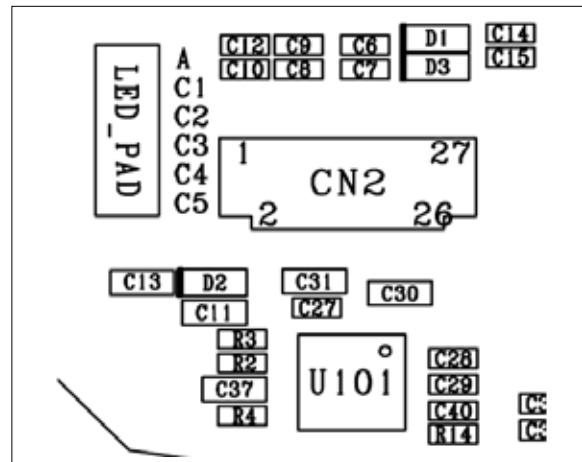 C12 C9 C6 D1 C14
C10 C8 C7 D3 C15
LED_PAD
A
C1
C2
C3
C4
C5
1 27
CN2
2 26
C13 D2 C31 C30
C11 C27
R3
R2
C37
R4
U101
C28
C29
C40
R14